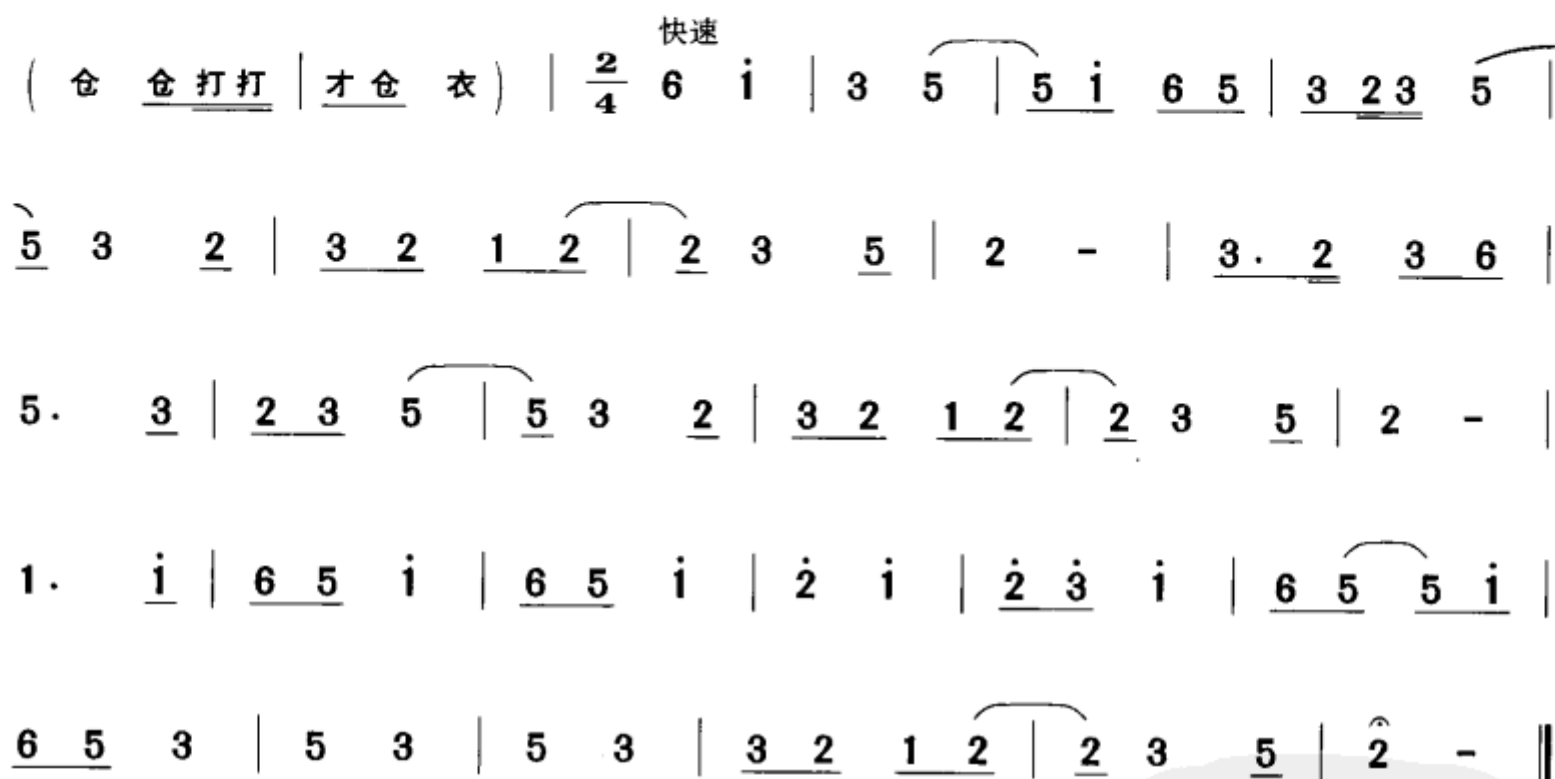 快速
( 仓 仓打打 | 才仓 衣 ) | 2/4 6 i̇ | 3 5 | 5 i̇ 6 5 | 3 2 3 5 |
5 3 2 | 3 2 1 2 | 2 3 5 | 2 - | 3. 2 3 6 |
5. 3 | 2 3 5 | 5 3 2 | 3 2 1 2 | 2 3 5 | 2 - |
1. i̇ | 6 5 i̇ | 6 5 i̇ | 2̇ i̇ | 2̇ 3̇ i̇ | 6 5 5 i̇ |
6 5 3 | 5 3 | 5 3 | 3 2 1 2 | 2 3 5 | 2 - ‖